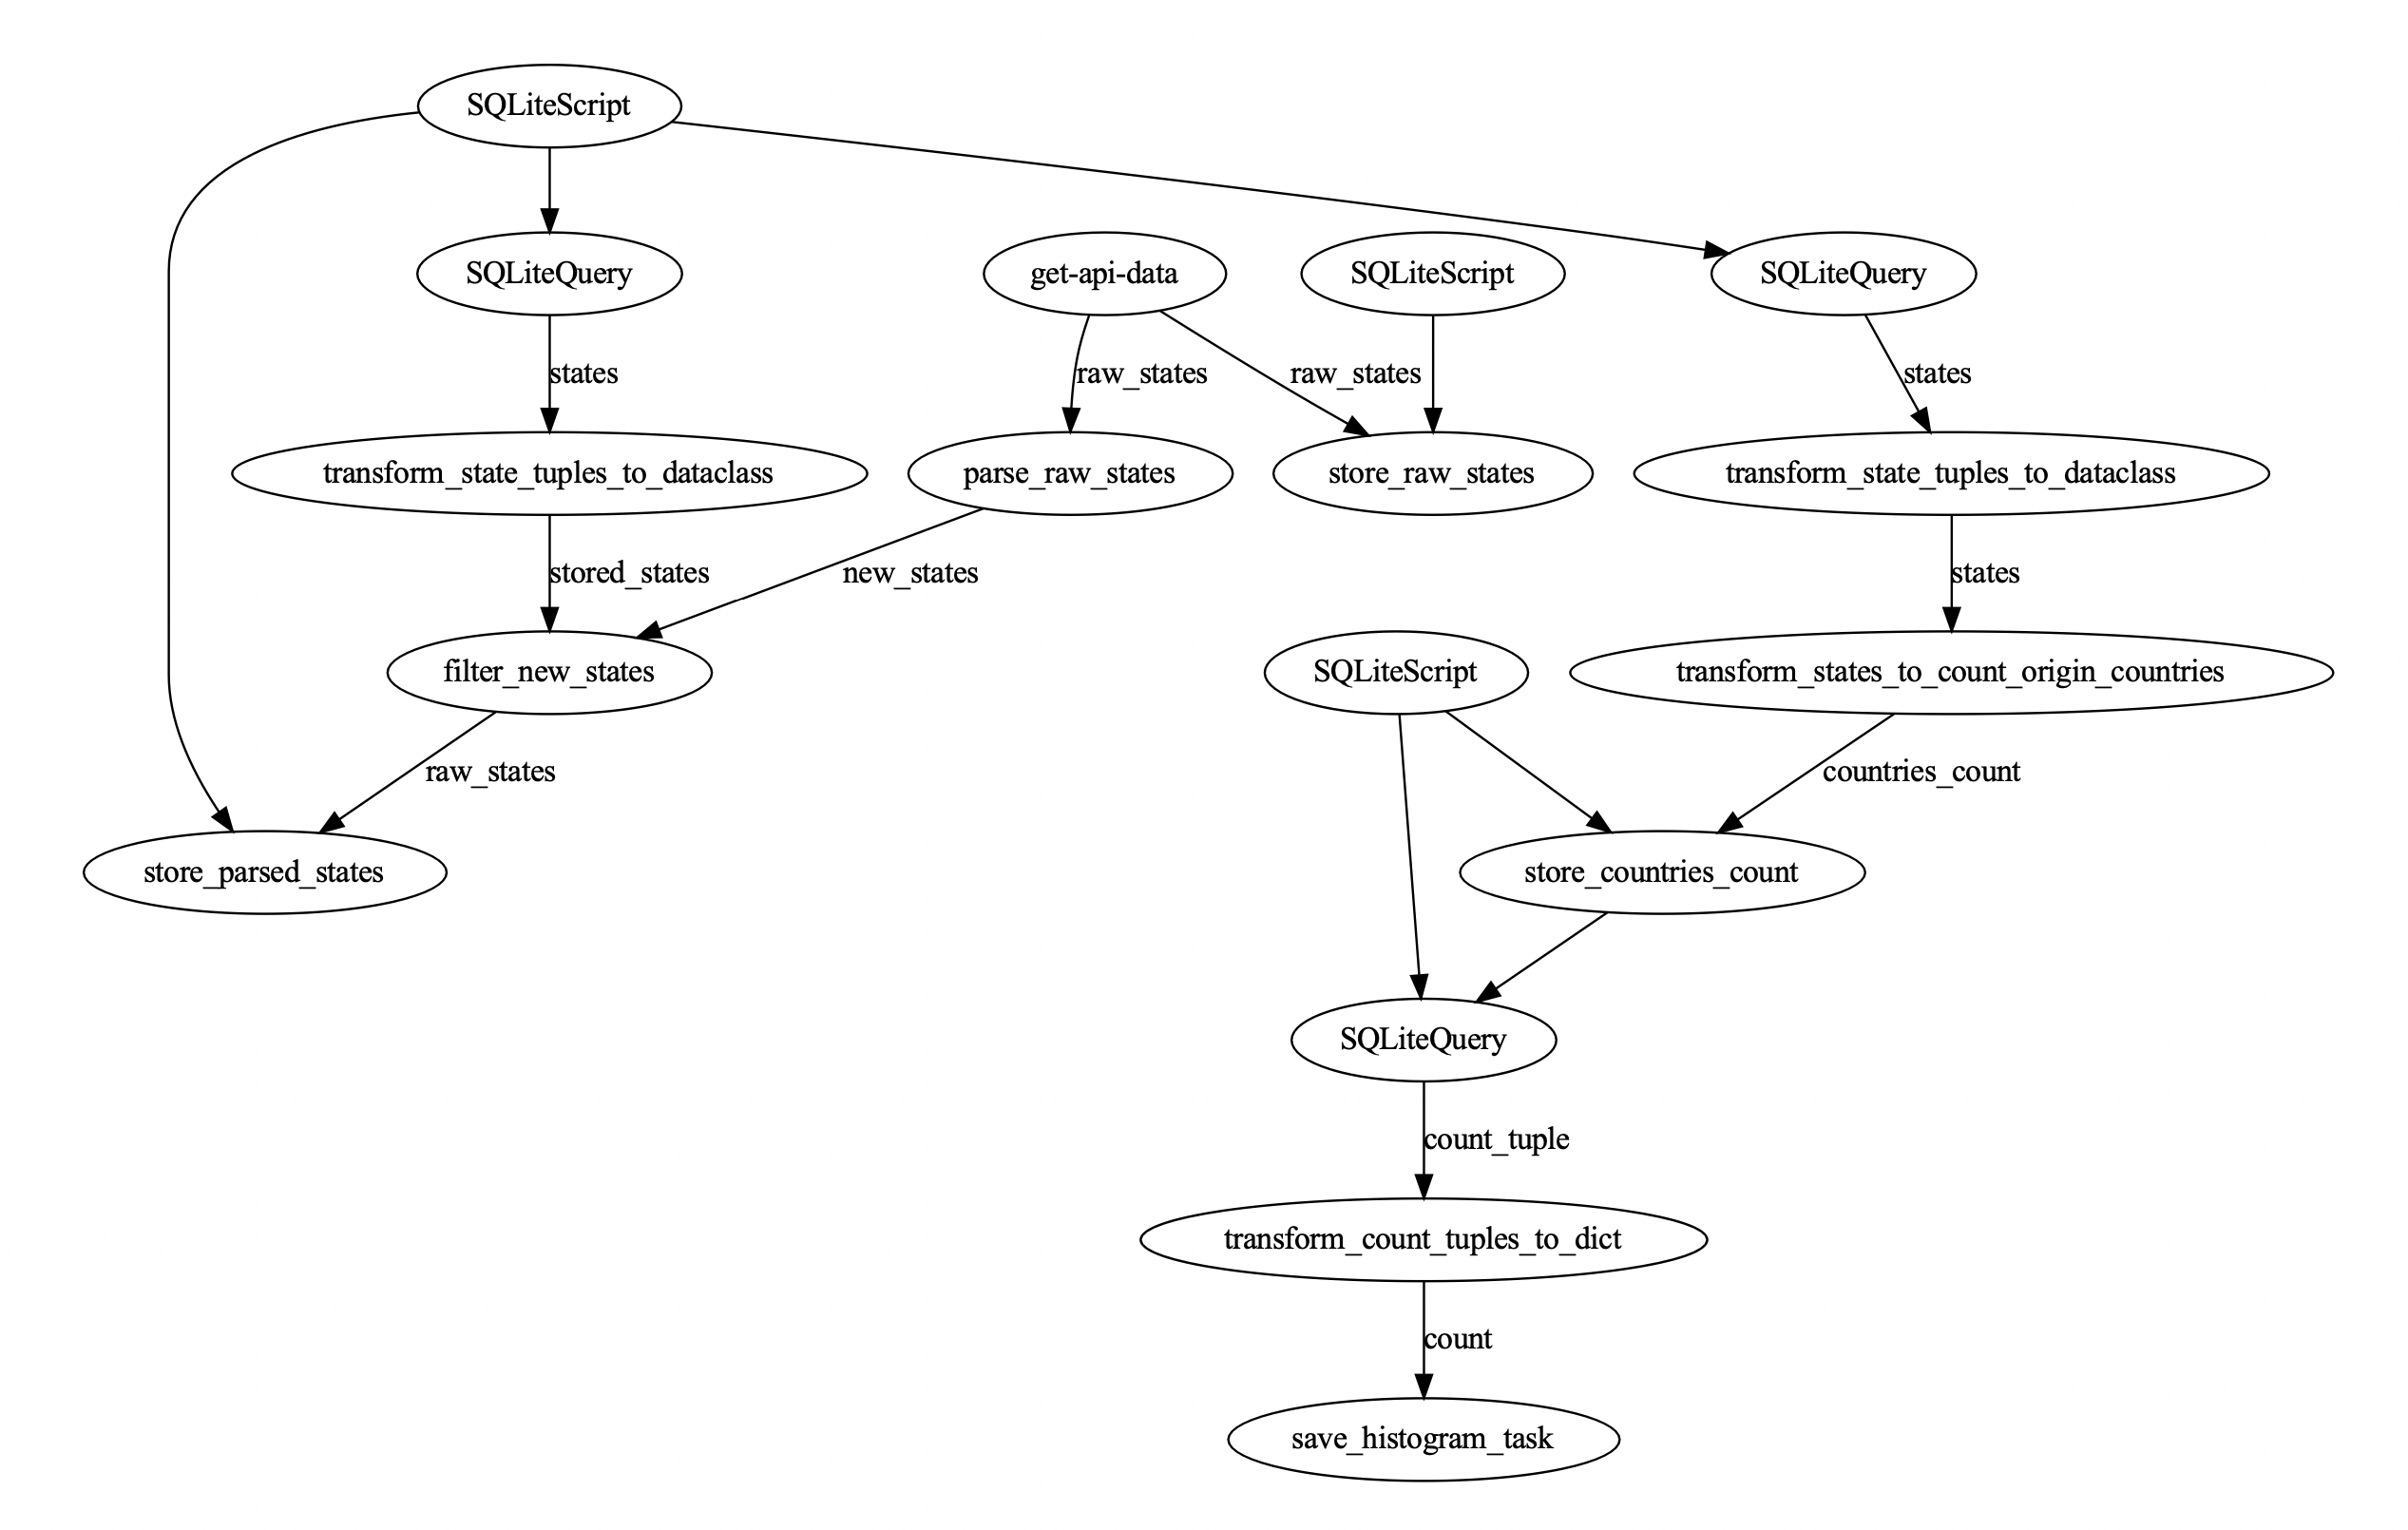 SQLiteScript
SQLiteQuery
get-api-data
SQLiteScript
SQLiteQuery
states
raw_states
raw_states
states
transform_state_tuples_to_dataclass
parse_raw_states
store_raw_states
transform_state_tuples_to_dataclass
stored_states
new_states
states
filter_new_states
SQLiteScript
transform_states_to_count_origin_countries
raw_states
countries_count
store_parsed_states
store_countries_count
SQLiteQuery
count_tuple
transform_count_tuples_to_dict
count
save_histogram_task